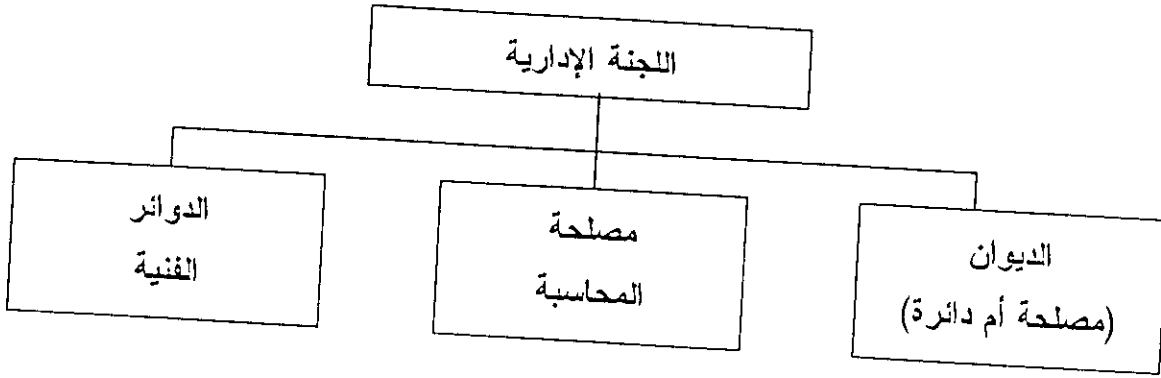 اللجنة الإدارية
الديوان
(مصلحة أم دائرة)
مصلحة
المحاسبة
الدوائر
الفنية